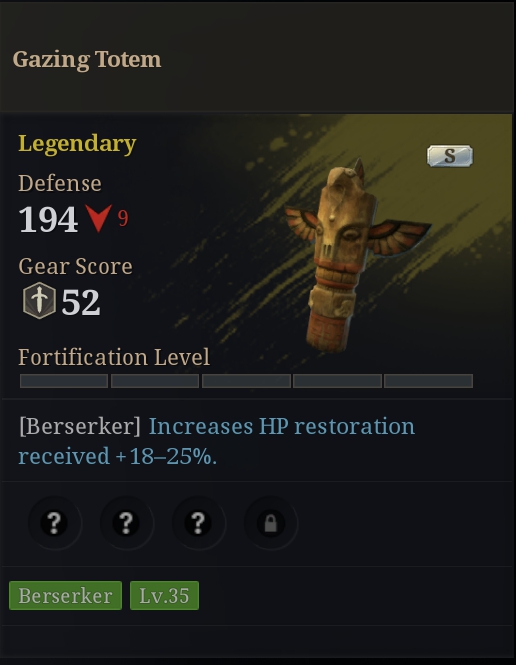 Gazing Totem
Legendary
S
Defense
194 9
Gear Score
52
Fortification Level
[Berserker] Increases HP restoration
received +18–25%.
? ? ?
Berserker Lv.35